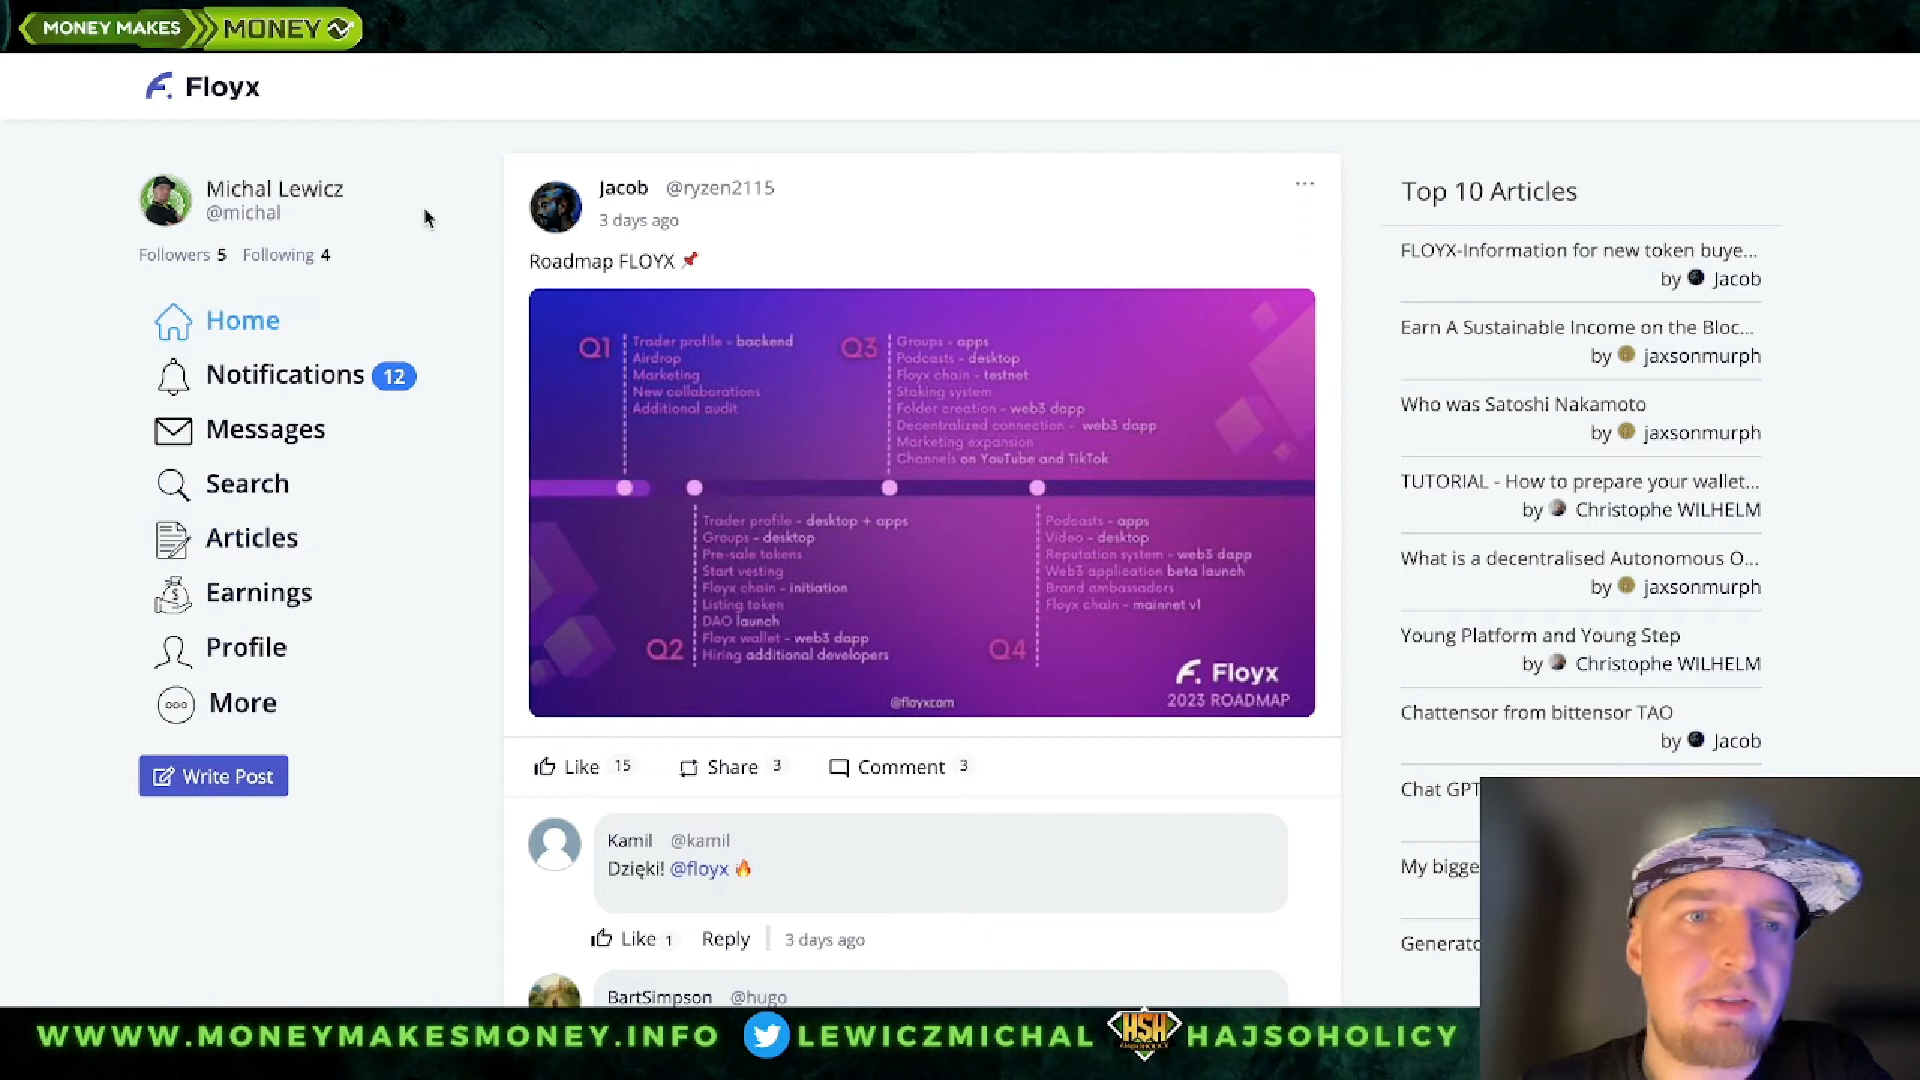 MONEY MAKES MONEY
Floyx
Michal Lewicz
@michal
Followers 5 Following 4
Home
Notifications 12
Messages
Search
Articles
Earnings
Profile
More
Write Post
Jacob @ryzen2115
3 days ago
Roadmap FLOYX
Q1
Trader profile - backend
Airdrop
Marketing
New collaborations
Additional audit
Q3
Groups - apps
Podcasts - desktop
Floyx chain - testnet
Staking system
Folder creation - web3 dapp
Decentralized connection - web3 dapp
Marketing expansion
Channels on YouTube and TikTok
Q2
Trader profile - desktop + apps
Groups - desktop
Pre-sale tokens
Start vesting
Floyx chain - initiation
Listing token
DAO launch
Floyx wallet - web3 dapp
Hiring additional developers
Q4
Podcasts - apps
Video - desktop
Reputation system - web3 dapp
Web3 application beta launch
Brand ambassadors
Floyx chain - mainnet v1
Floyx
2023 ROADMAP
@floyxcom
Like 15 Share 3 Comment 3
Kamil @kamil
Dzięki! @floyx
Like 1 Reply 3 days ago
BartSimpson @hugo
Top 10 Articles
FLOYX-Information for new token buye...
by Jacob
Earn A Sustainable Income on the Bloc...
by jaxsonmurph
Who was Satoshi Nakamoto
by jaxsonmurph
TUTORIAL - How to prepare your wallet...
by Christophe WILHELM
What is a decentralised Autonomous O...
by jaxsonmurph
Young Platform and Young Step
by Christophe WILHELM
Chattensor from bittensor TAO
by Jacob
Chat GPT
My bigge
Generato
WWWW.MONEYMAKESMONEY.INFO LEWICZMICHAL HSH HAJSOHOLICY